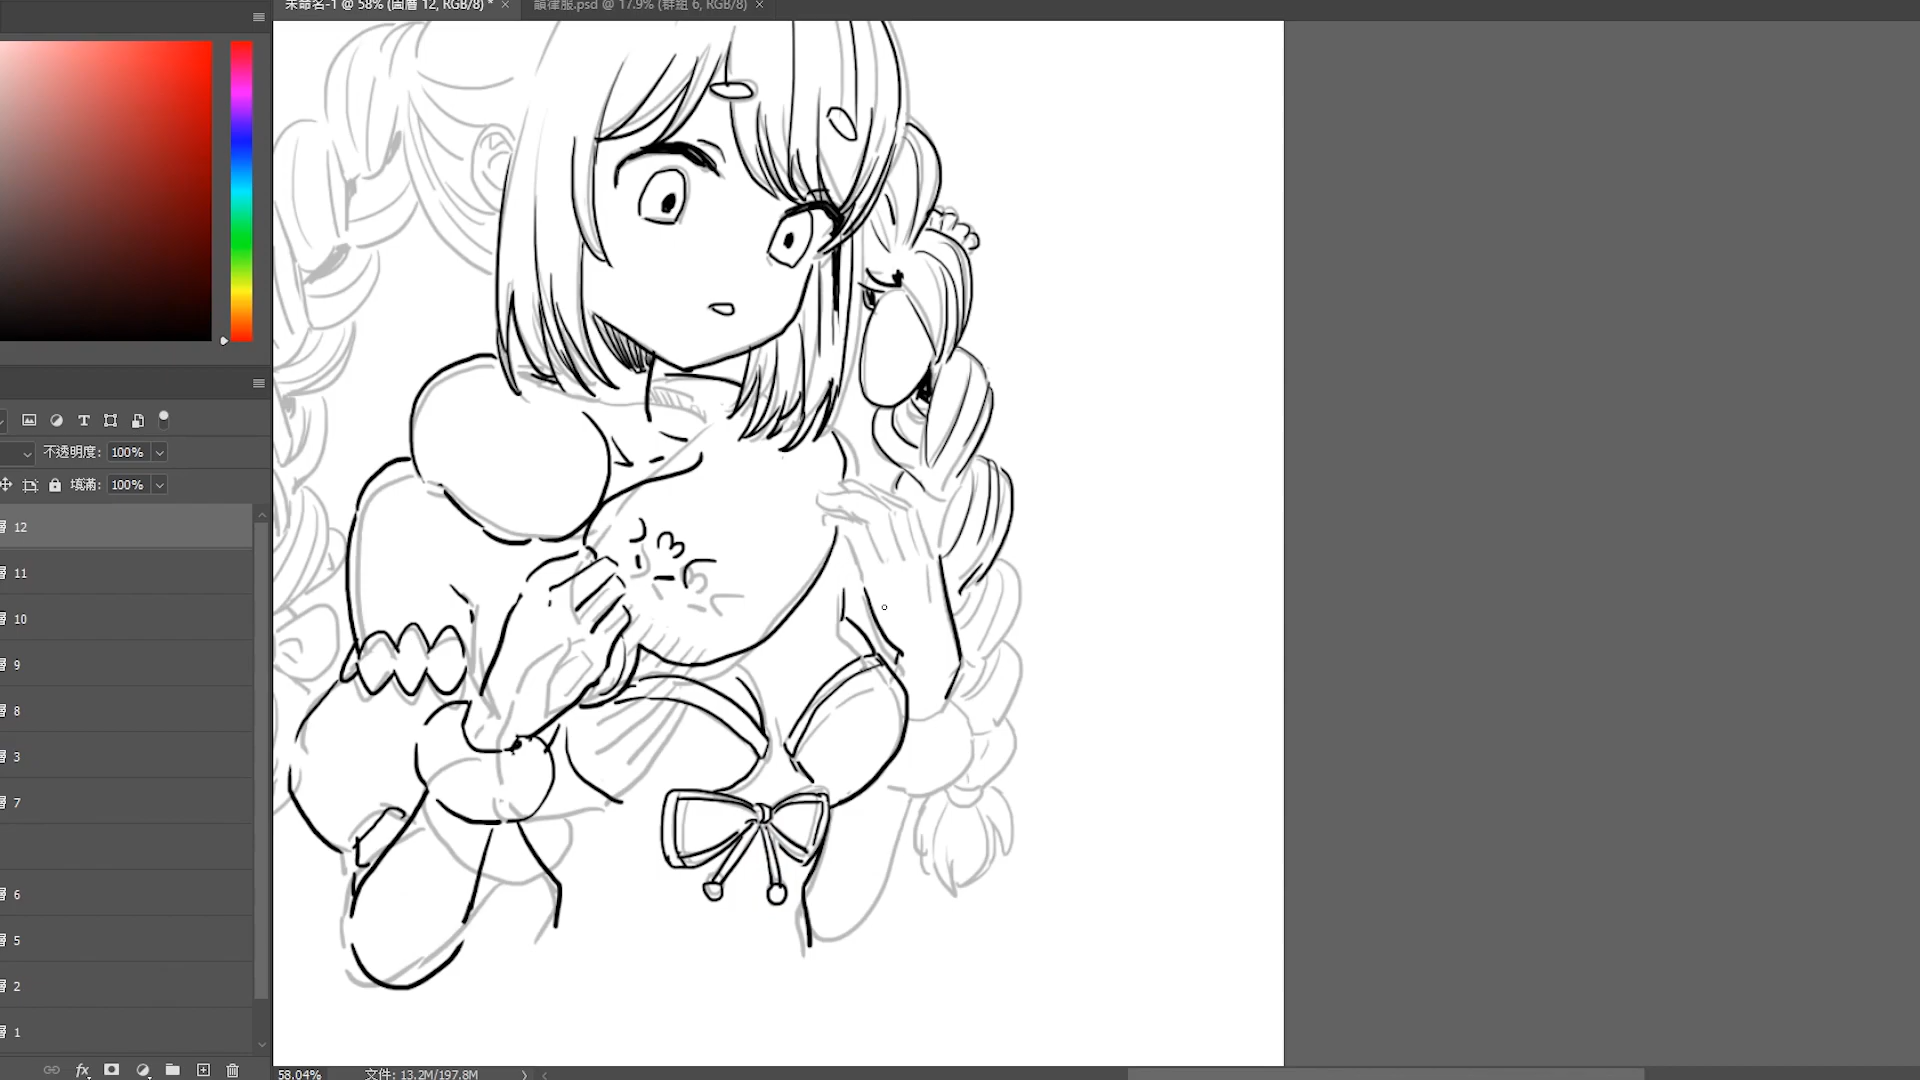 未命名-1 @ 58% (圖層 12, RGB/8) * ×
韻律服.psd @ 17.9% (群組 6, RGB/8) ×
不透明度: 100%
填滿: 100%
層 12
層 11
層 10
層 9
層 8
層 3
層 7
層 6
層 5
層 2
層 1
fx
58.04% 文件: 13.2M/197.8M